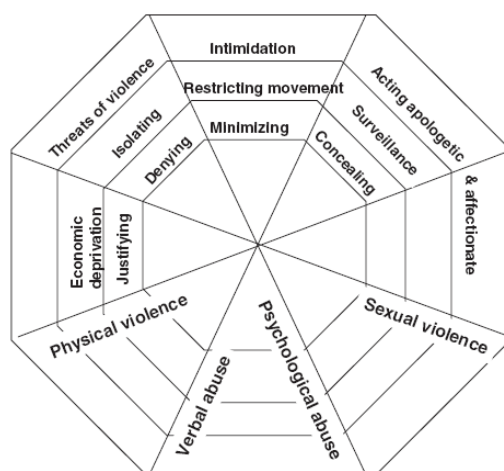 Intimidation
Threats of violence
Acting apologetic
& affectionate
Restricting movement
Isolating
Surveillance
Minimizing
Denying
Concealing
Economic
deprivation
Justifying
Physical violence
Verbal abuse
Psychological abuse
Sexual violence